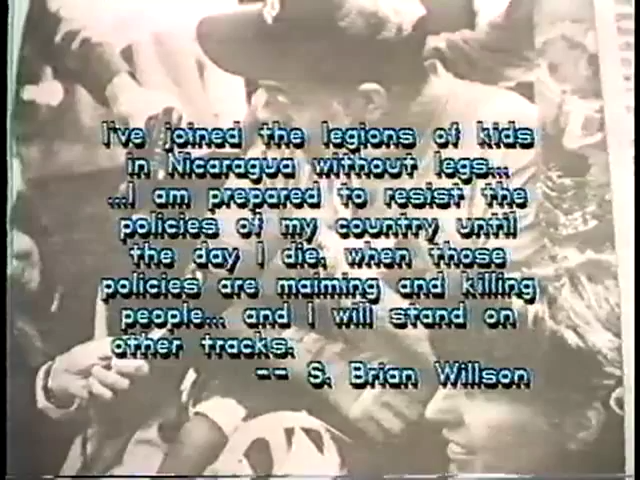 I've joined the legions of kids
in Nicaragua without legs...
...I am prepared to resist the
policies of my country until
the day I die, when those
policies are maiming and killing
people... and I will stand on
other tracks.
-- S. Brian Willson